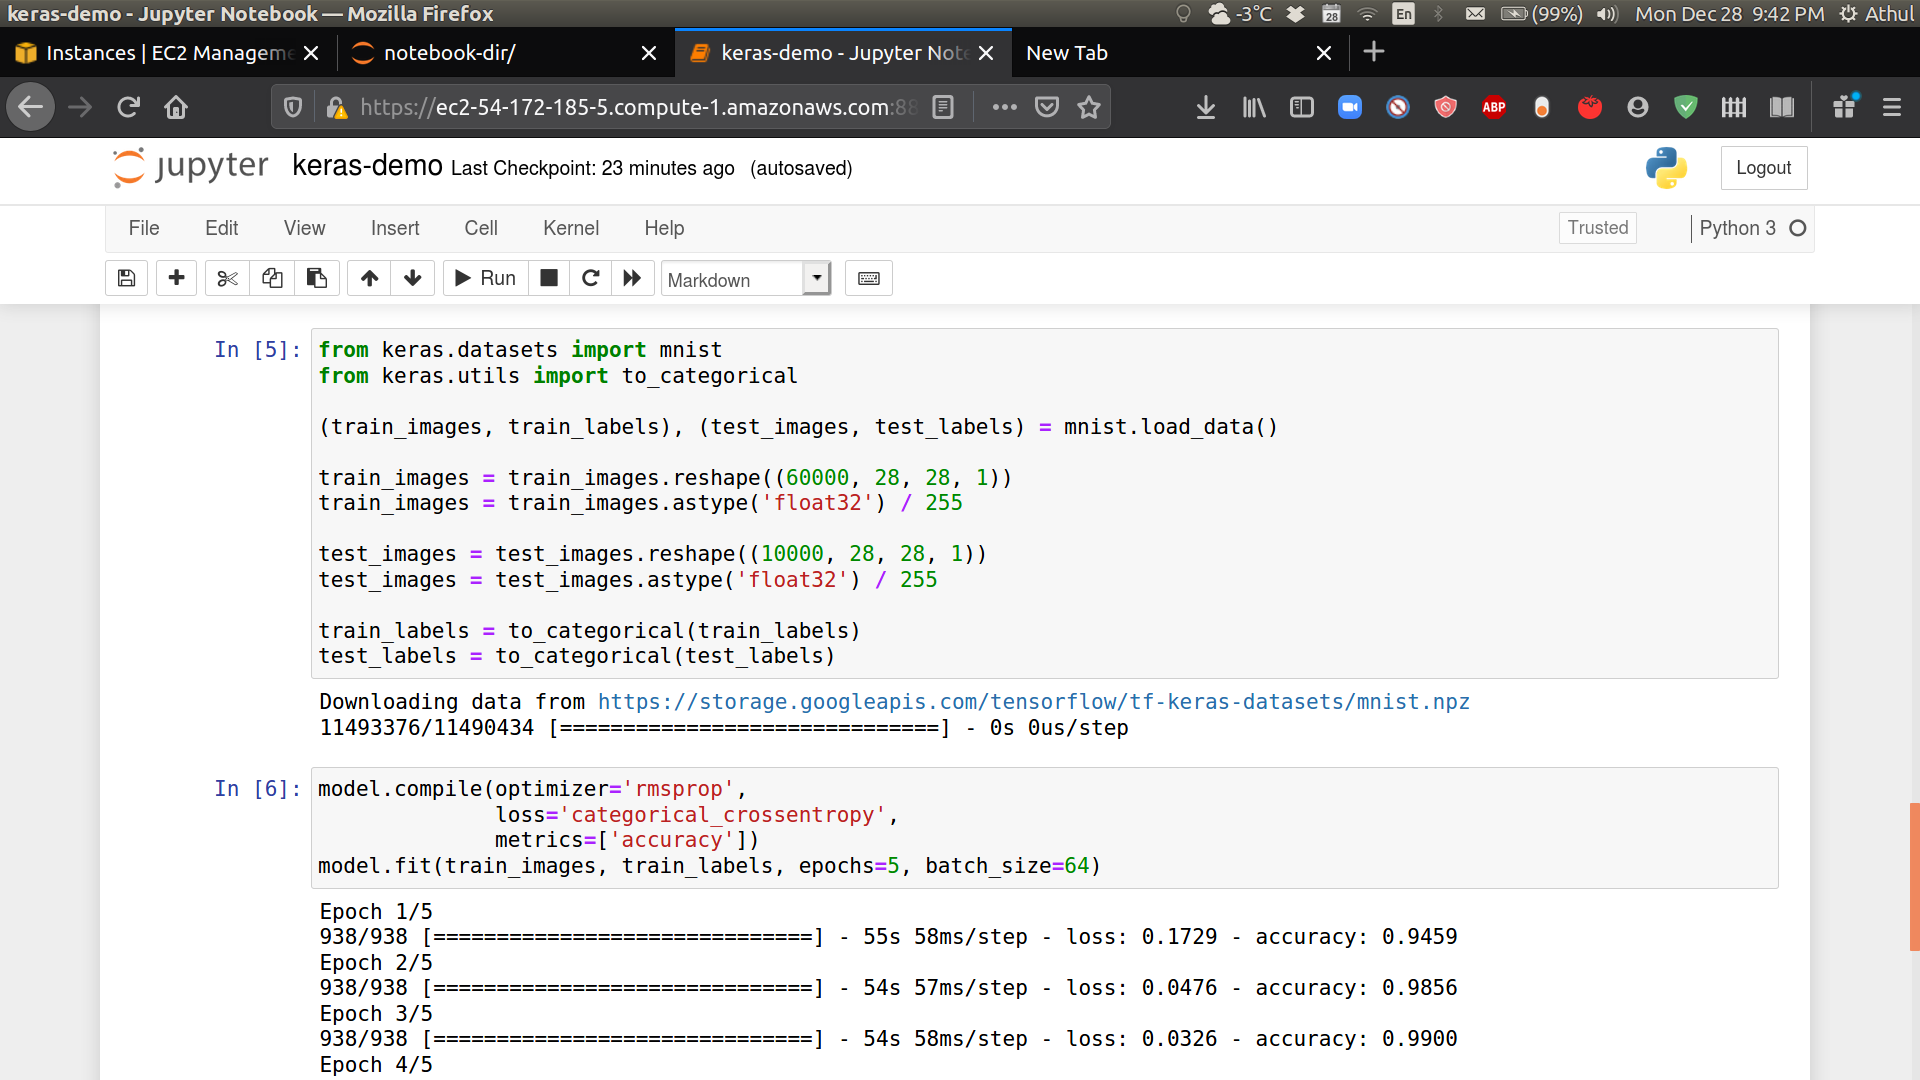 keras-demo - Jupyter Notebook — Mozilla Firefox
-3°C 28 En (99%) Mon Dec 28 9:42 PM Athul
Instances | EC2 Manageme
notebook-dir/
keras-demo - Jupyter Note
New Tab
https://ec2-54-172-185-5.compute-1.amazonaws.com:88
ABP
jupyter keras-demo Last Checkpoint: 23 minutes ago (autosaved)
Logout
File Edit View Insert Cell Kernel Help
Trusted
Python 3
Run
Markdown
In [5]:
from keras.datasets import mnist
from keras.utils import to_categorical
(train_images, train_labels), (test_images, test_labels) = mnist.load_data()
train_images = train_images.reshape((60000, 28, 28, 1))
train_images = train_images.astype('float32') / 255
test_images = test_images.reshape((10000, 28, 28, 1))
test_images = test_images.astype('float32') / 255
train_labels = to_categorical(train_labels)
test_labels = to_categorical(test_labels)
Downloading data from https://storage.googleapis.com/tensorflow/tf-keras-datasets/mnist.npz
11493376/11490434 [==============================] - 0s 0us/step
In [6]:
model.compile(optimizer='rmsprop',
loss='categorical_crossentropy',
metrics=['accuracy'])
model.fit(train_images, train_labels, epochs=5, batch_size=64)
Epoch 1/5
938/938 [==============================] - 55s 58ms/step - loss: 0.1729 - accuracy: 0.9459
Epoch 2/5
938/938 [==============================] - 54s 57ms/step - loss: 0.0476 - accuracy: 0.9856
Epoch 3/5
938/938 [==============================] - 54s 58ms/step - loss: 0.0326 - accuracy: 0.9900
Epoch 4/5